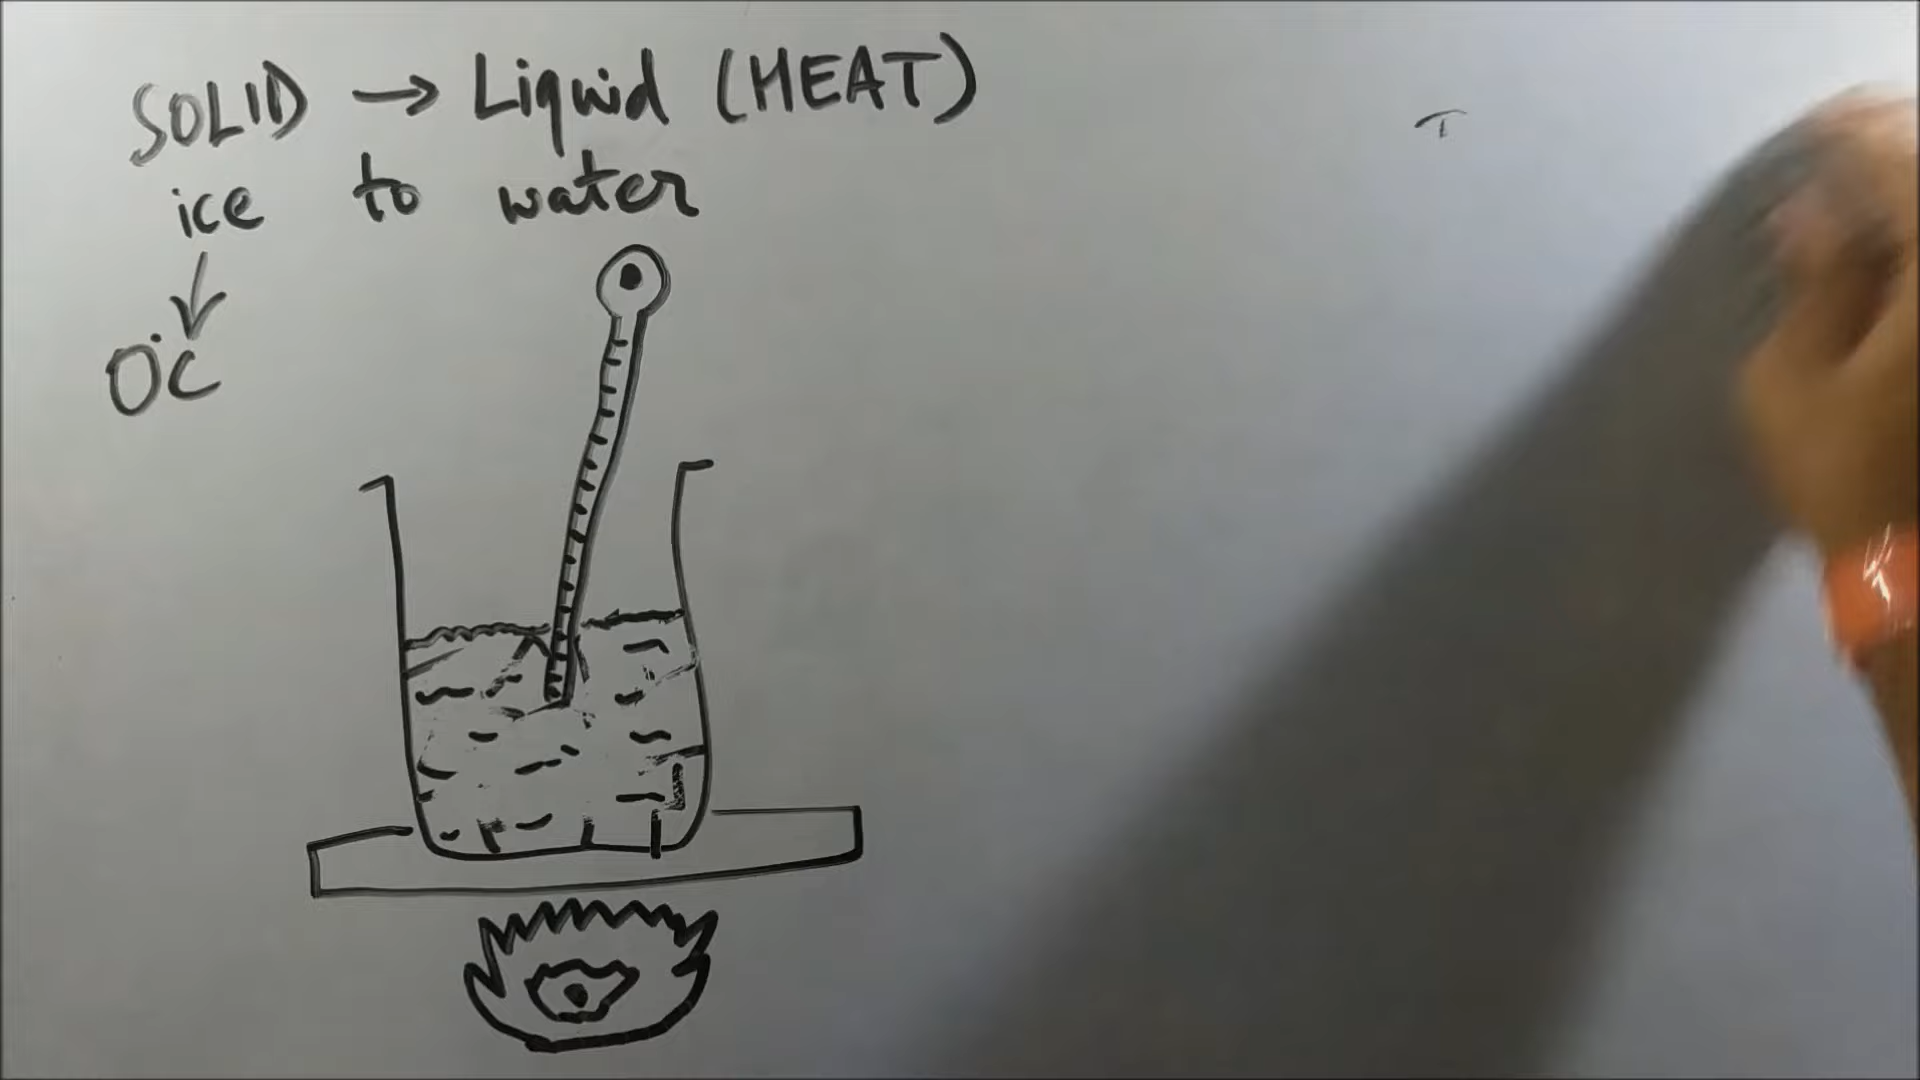 SOLID → Liquid (HEAT)
ice to water
↓
0°C
T